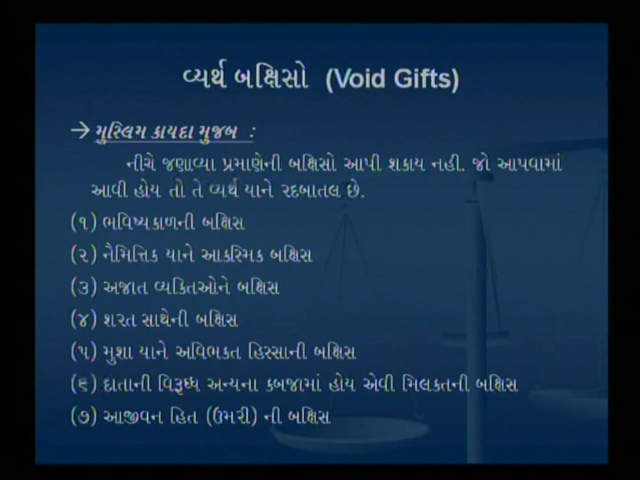 વ્યર્થ બક્ષિસો (Void Gifts)
→ મુસ્લિમ કાયદા મુજબ :
નીચે જણાવ્યા પ્રમાણેની બક્ષિસો આપી શકાય નહી. જો આપવામાં
આવી હોય તો તે વ્યર્થ યાને રદબાતલ છે.
(૧) ભવિષ્યકાળની બક્ષિસ
(૨) નૈમિત્તિક યાને આકસ્મિક બક્ષિસ
(૩) અજાત વ્યકિતઓને બક્ષિસ
(૪) શરત સાથેની બક્ષિસ
(૫) મુશા યાને અવિભકત હિસ્સાની બક્ષિસ
(૬) દાતાની વિરૂધ્ધ અન્યના કબજામાં હોય એવી મિલકતની બક્ષિસ
(૭) આજીવન હિત (ઉમરી) ની બક્ષિસ